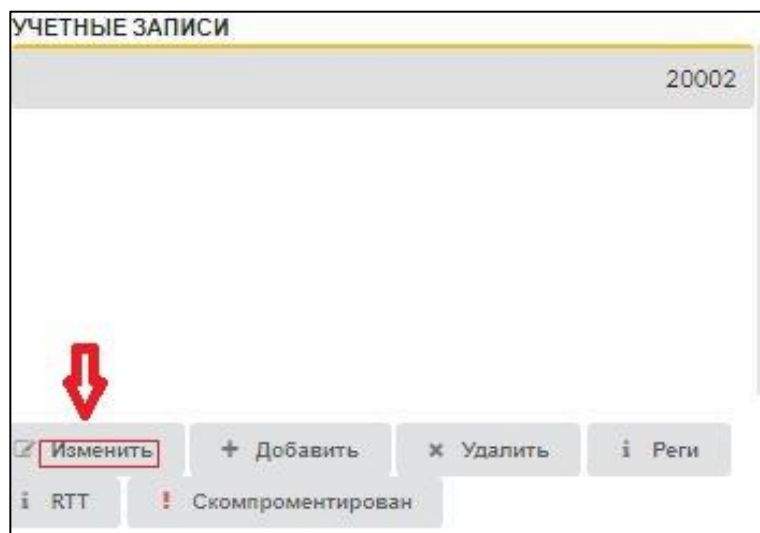 УЧЕТНЫЕ ЗАПИСИ
20002
Изменить + Добавить × Удалить i Реги
i RTT ! Скомпроментирован